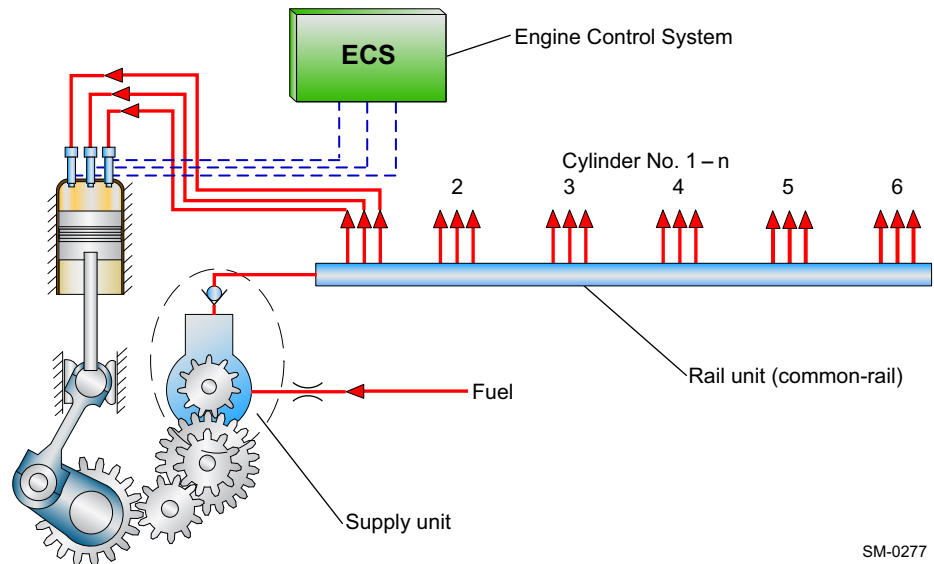 ECS
Engine Control System
Cylinder No. 1 – n
2 3 4 5 6
Rail unit (common-rail)
Fuel
Supply unit
SM-0277